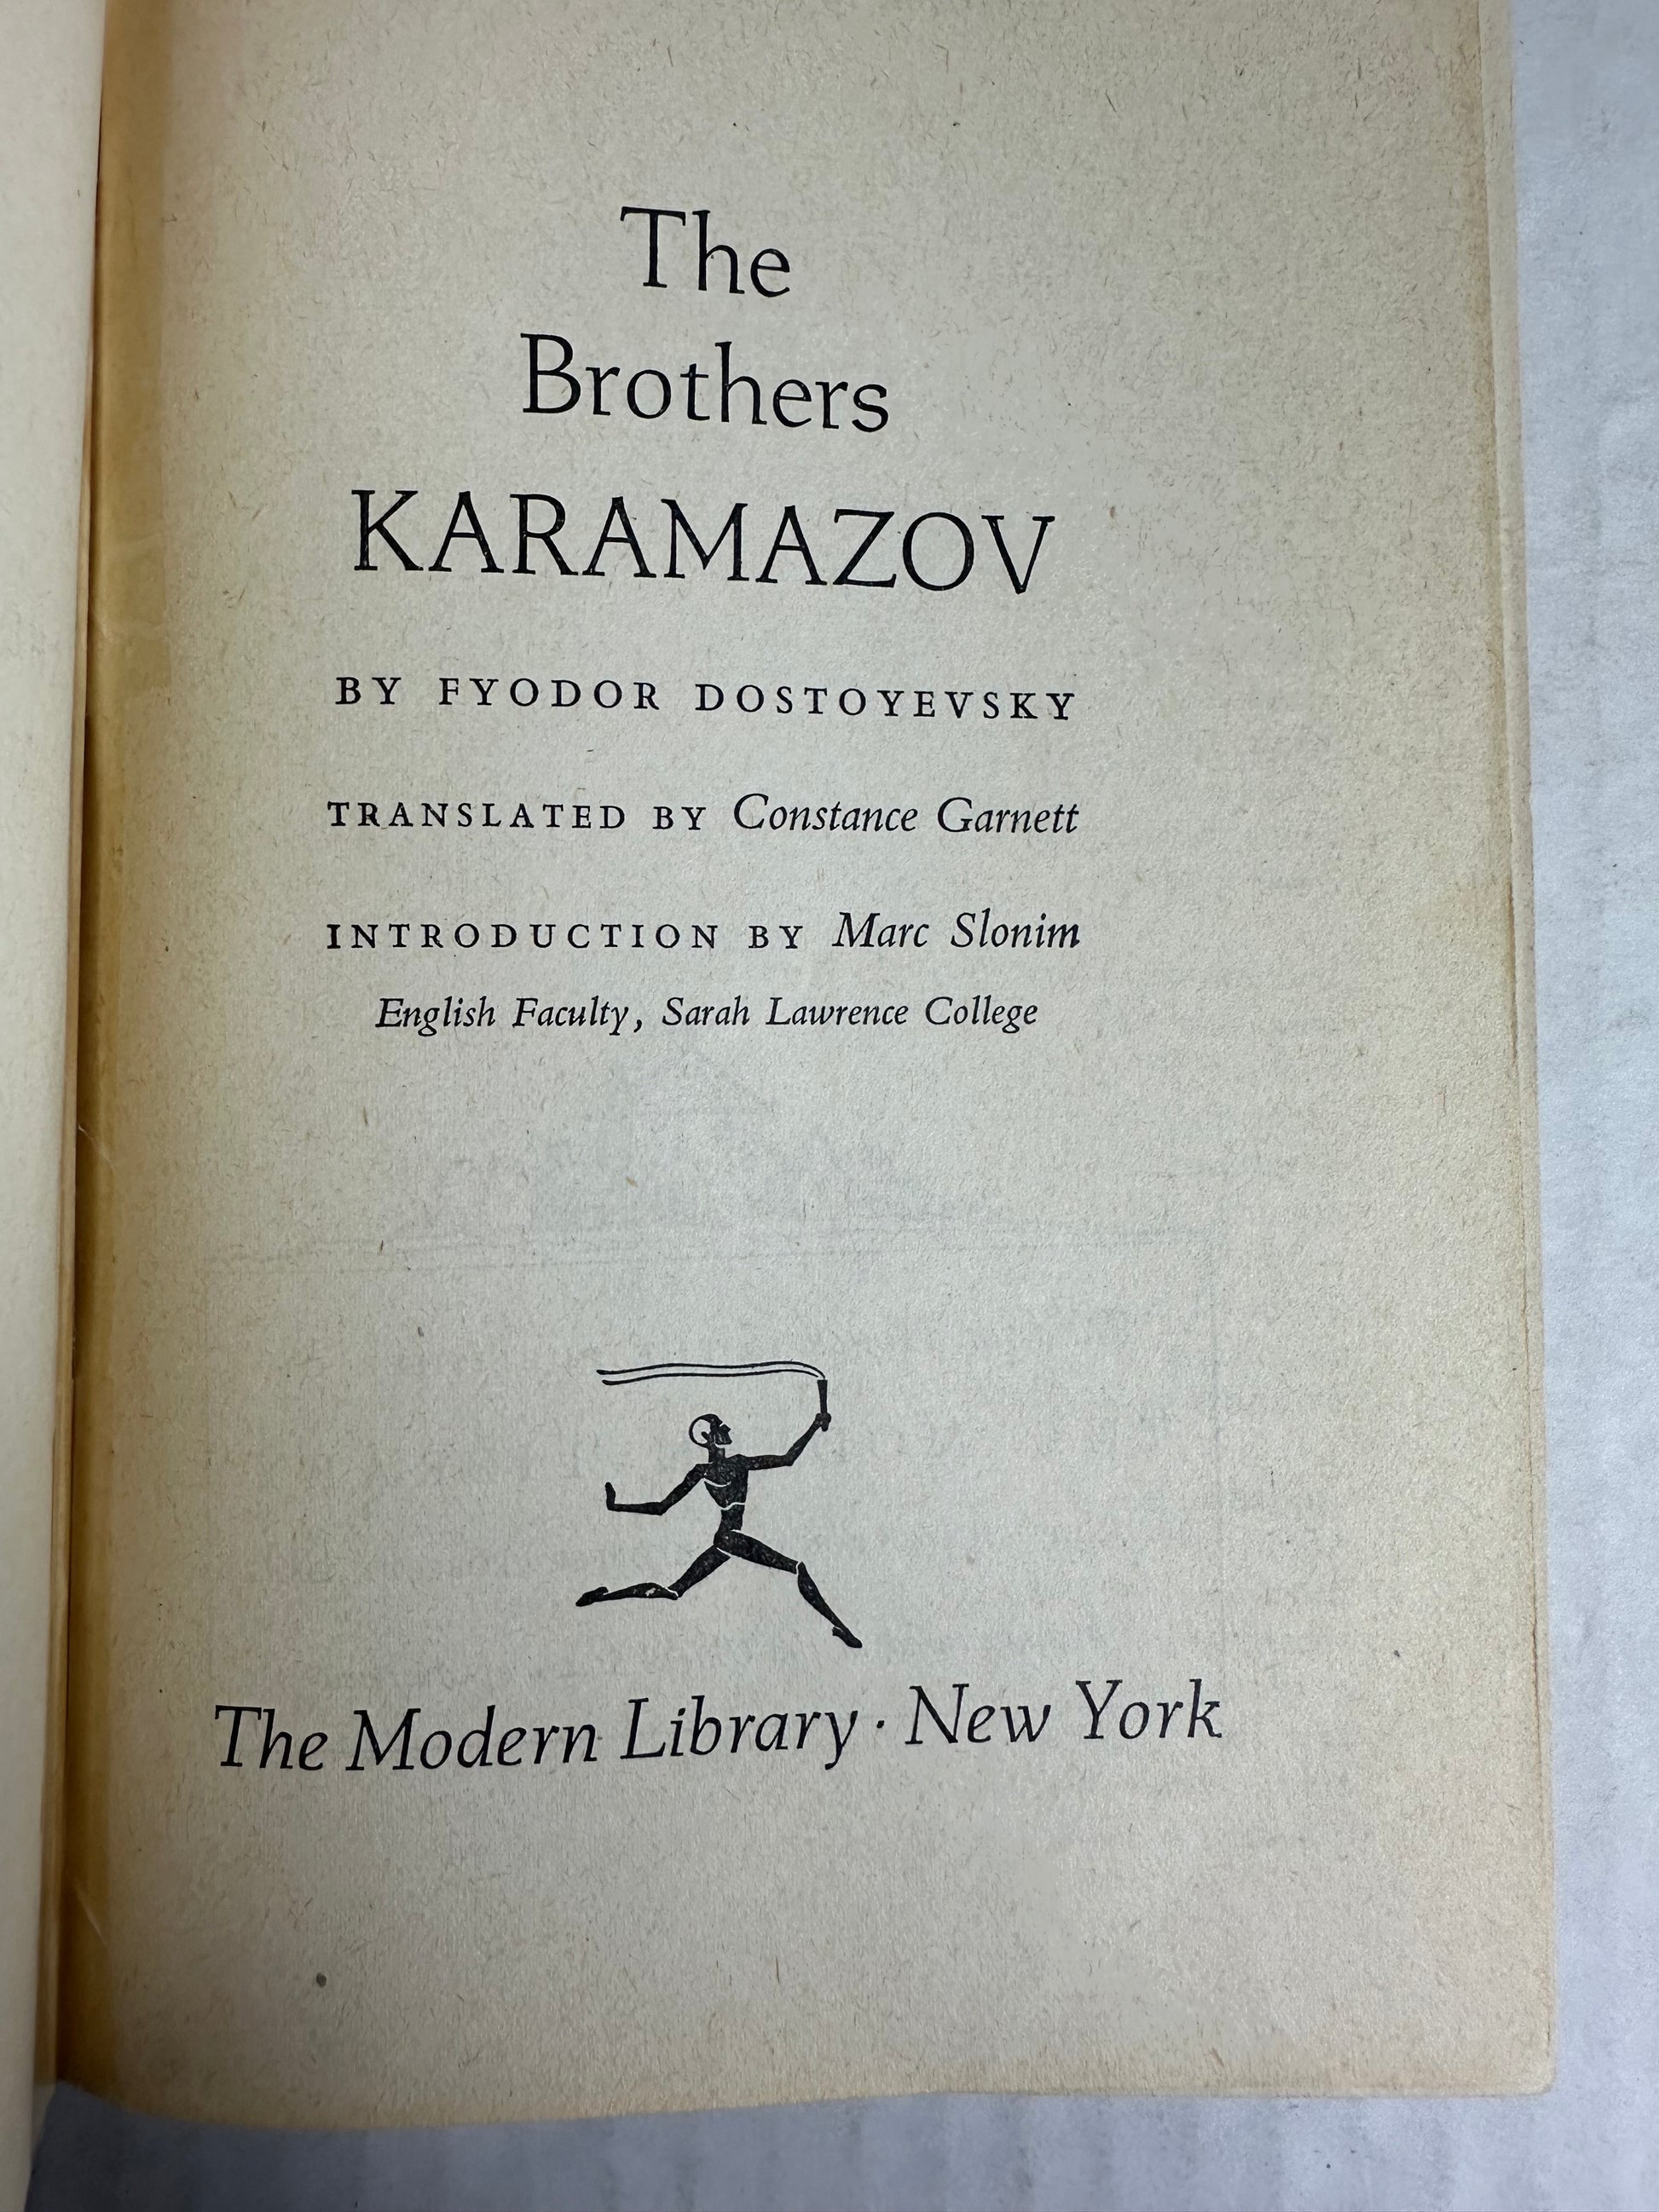 The
Brothers
KARAMAZOV
BY FYODOR DOSTOYEVSKY
TRANSLATED BY Constance Garnett
INTRODUCTION BY Marc Slonim
English Faculty, Sarah Lawrence College
The Modern Library · New York